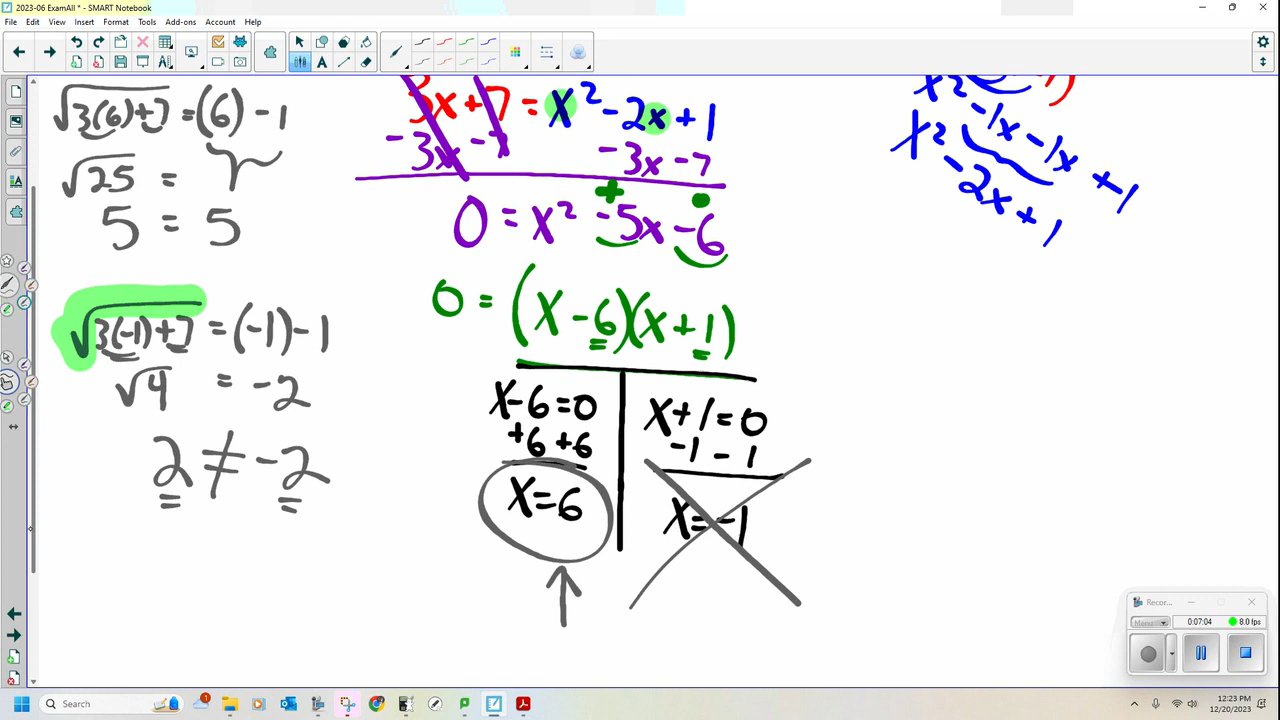 2023-06 ExamAll * - SMART Notebook
File Edit View Insert Format Tools Add-ons Account Help
√3(6)+7 = (6) - 1
√25 =
5 = 5
√3(-1)+7 = (-1) - 1
√4 = -2
2 ≠ -2
3x + 7 = x² - 2x + 1
-3x - 7 -3x - 7
0 = x² - 5x - 6
+ •
0 = (x - 6)(x + 1)
x - 6 = 0
+6 +6
x = 6
x + 1 = 0
-1 -1
x = -1
x² - 1x - 1x + 1
x² - 2x + 1
Recor...
0:07:04 8.0 fps
Search
1
12:23 PM
12/20/2023